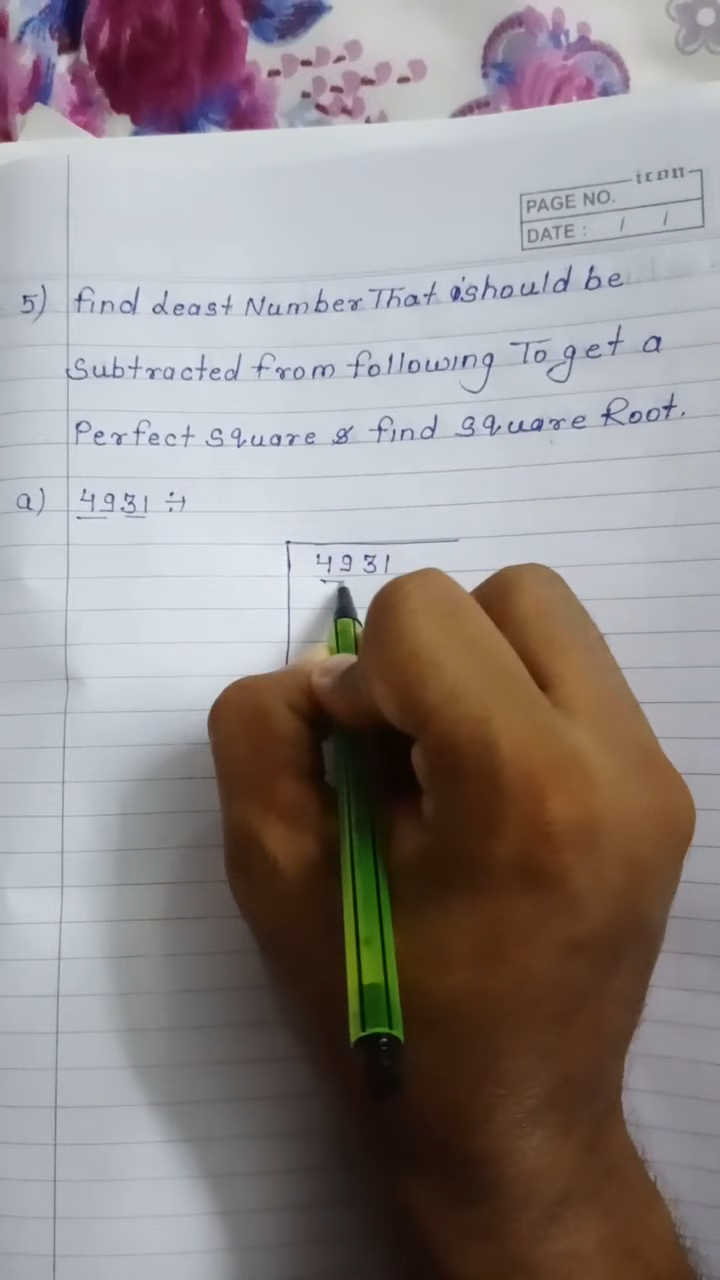 icon
PAGE NO.
DATE : / /
5) find Least Number That should be
Subtracted from following To get a
Perfect square & find square Root.
a) 4931 ÷
4931